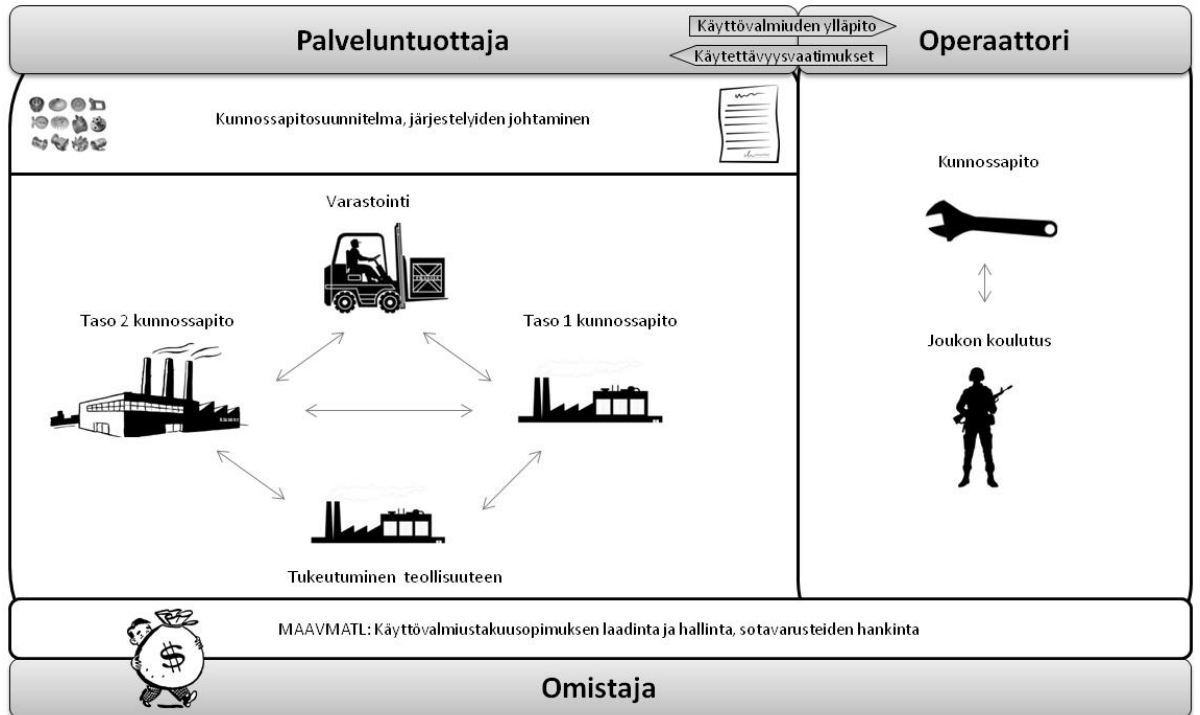 Palveluntuottaja
Käyttövalmiuden ylläpito
Käytettävyysvaatimukset
Operaattori
Kunnossapitosuunnitelma, järjestelyiden johtaminen
Varastointi
Taso 2 kunnossapito
Taso 1 kunnossapito
Tukeutuminen teollisuuteen
Kunnossapito
Joukon koulutus
MAAVMATL: Käyttövalmiustakuusopimuksen laadinta ja hallinta, sotavarusteiden hankinta
$
Omistaja